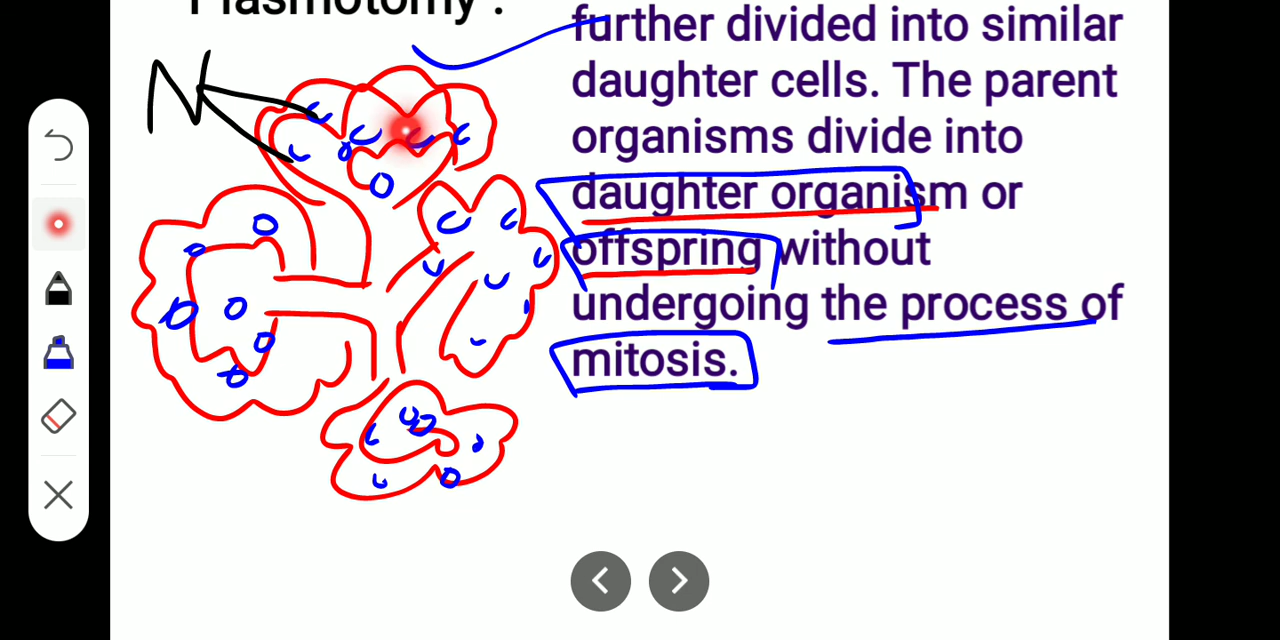 Plasmotomy :
further divided into similar
daughter cells. The parent
organisms divide into
daughter organism or
offspring without
undergoing the process of
mitosis.
N